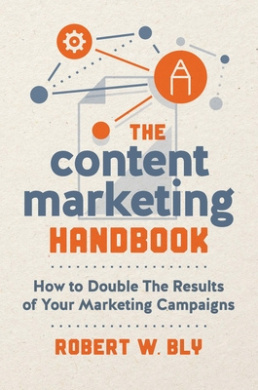 THE
content
marketing
HANDBOOK
How to Double The Results
of Your Marketing Campaigns
ROBERT W. BLY